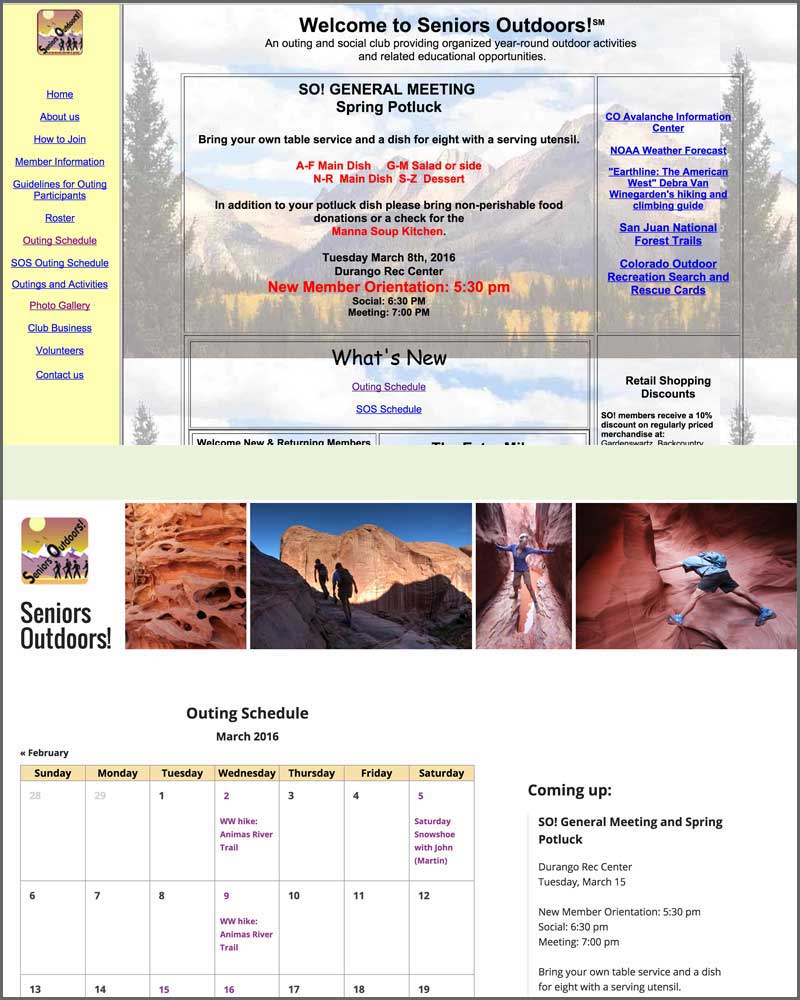 Seniors Outdoors!
Home
About us
How to Join
Member Information
Guidelines for Outing
Participants
Roster
Outing Schedule
SOS Outing Schedule
Outings and Activities
Photo Gallery
Club Business
Volunteers
Contact us
Welcome to Seniors Outdoors!℠
An outing and social club providing organized year-round outdoor activities
and related educational opportunities.
SO! GENERAL MEETING
Spring Potluck
Bring your own table service and a dish for eight with a serving utensil.
A-F Main Dish G-M Salad or side
N-R Main Dish S-Z Dessert
In addition to your potluck dish please bring non-perishable food
donations or a check for the
Manna Soup Kitchen.
Tuesday March 8th, 2016
Durango Rec Center
New Member Orientation: 5:30 pm
Social: 6:30 PM
Meeting: 7:00 PM
CO Avalanche Information
Center
NOAA Weather Forecast
"Earthline: The American
West" Debra Van
Winegarden's hiking and
climbing guide
San Juan National
Forest Trails
Colorado Outdoor
Recreation Search and
Rescue Cards
What's New
Outing Schedule
SOS Schedule
Welcome New & Returning Members
Retail Shopping
Discounts
SO! members receive a 10%
discount on regularly priced
merchandise at:
Gardenswartz, Backcountry
Seniors Outdoors!
Seniors
Outdoors!
Outing Schedule
March 2016
« February
Sunday Monday Tuesday Wednesday Thursday Friday Saturday
28 29 1 2 3 4 5
WW hike:
Animas River
Trail
Saturday
Snowshoe
with John
(Martin)
6 7 8 9 10 11 12
WW hike:
Animas River
Trail
13 14 15 16 17 18 19
Coming up:
SO! General Meeting and Spring
Potluck
Durango Rec Center
Tuesday, March 15
New Member Orientation: 5:30 pm
Social: 6:30 pm
Meeting: 7:00 pm
Bring your own table service and a dish
for eight with a serving utensil.